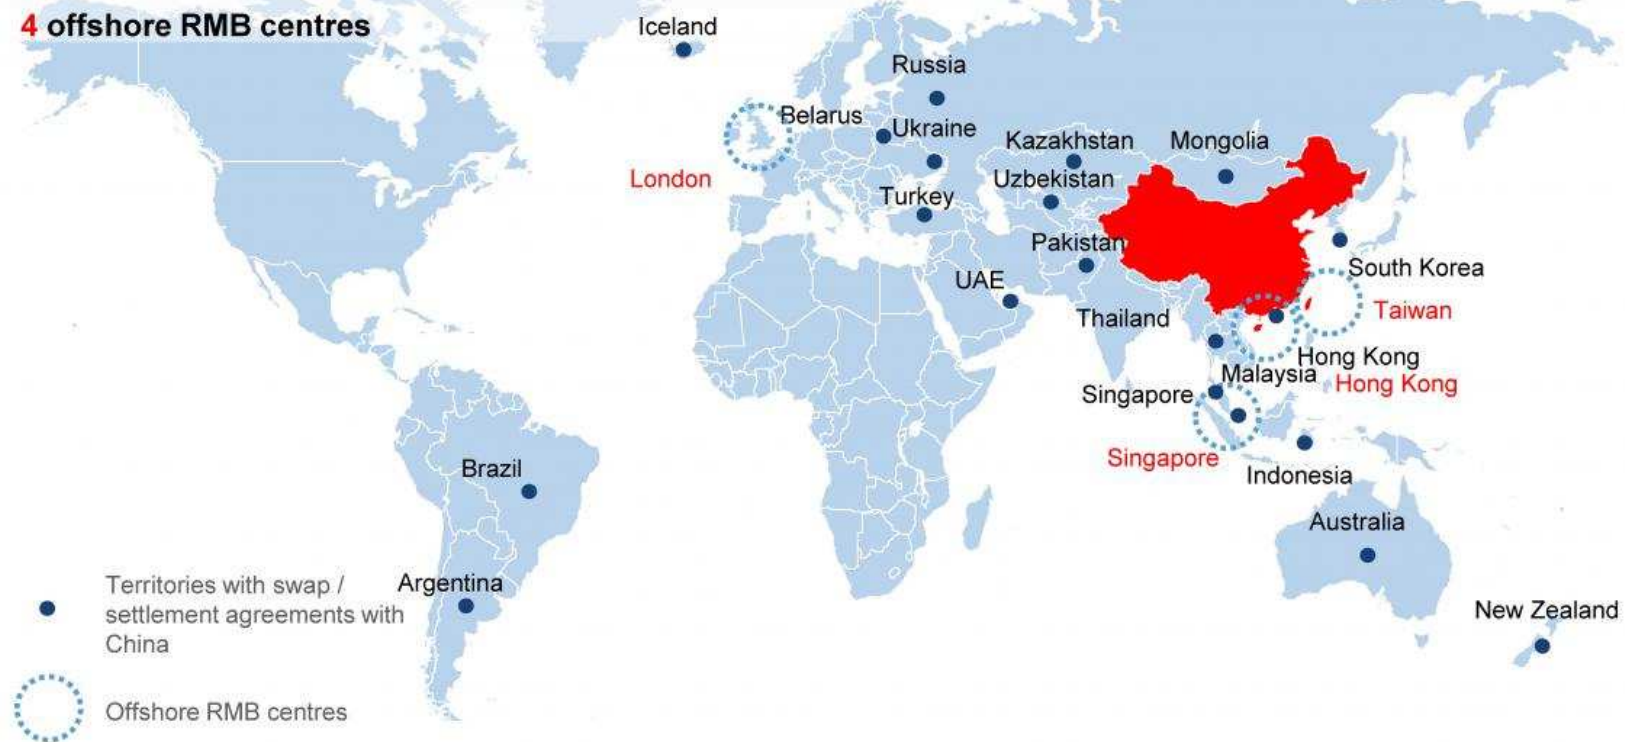 4 offshore RMB centres
Iceland
Russia
Belarus
Ukraine
Kazakhstan
Mongolia
London
Uzbekistan
Turkey
Pakistan
South Korea
UAE
Taiwan
Thailand
Hong Kong
Malaysia
Hong Kong
Singapore
Singapore
Brazil
Indonesia
Australia
Argentina
New Zealand
Territories with swap /
settlement agreements with
China
Offshore RMB centres